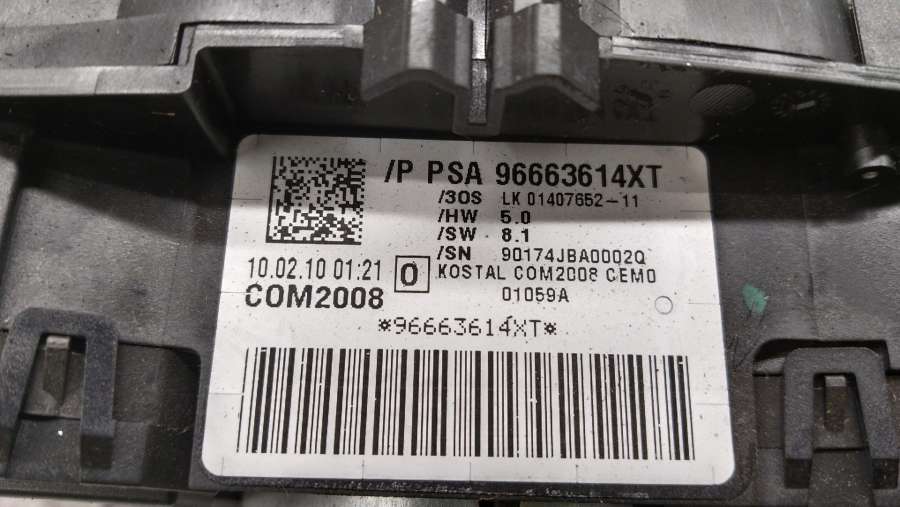 /P PSA 96663614XT
/3OS LK 01407652-11
/HW 5.0
/SW 8.1
/SN 90174JBA0002Q
10.02.10 01:21 0 KOSTAL COM2008 CEM0
COM2008 01059A
*96663614XT*